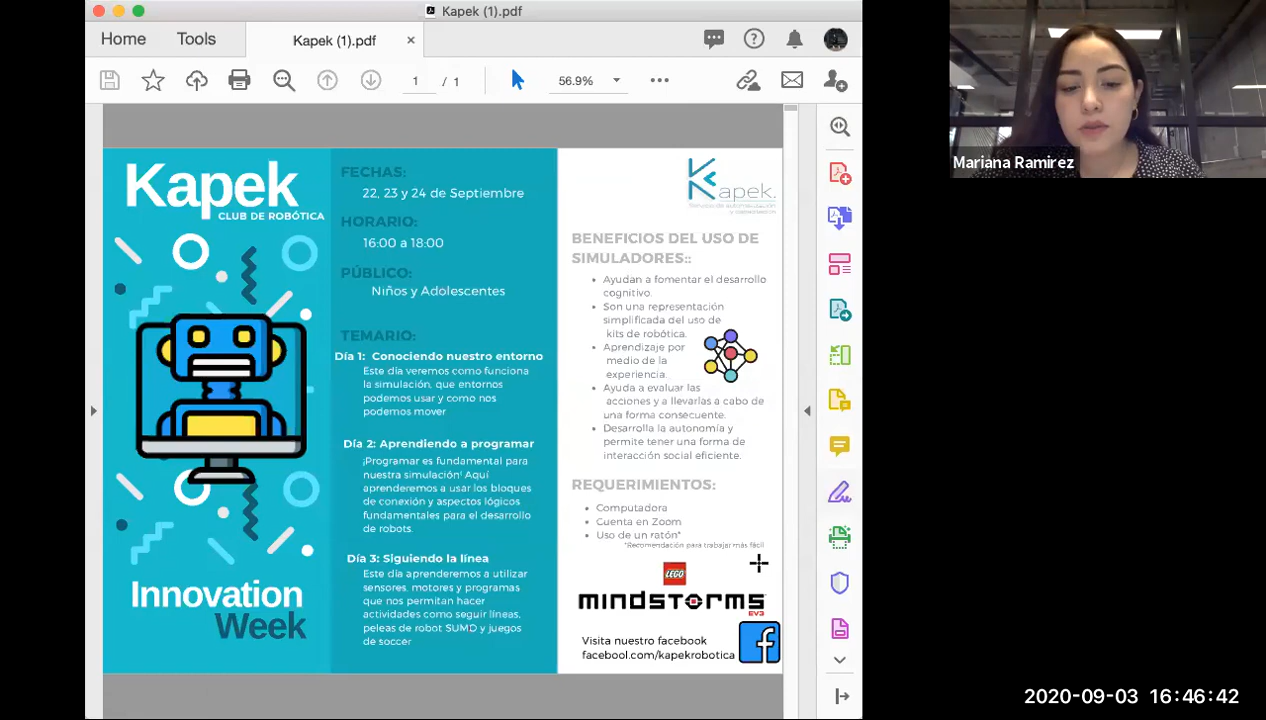 Kapek (1).pdf
Home
Tools
Kapek (1).pdf
×
1
/ 1
56.9%
Mariana Ramirez
Kapek
CLUB DE ROBÓTICA
Innovation
Week
FECHAS:
22, 23 y 24 de Septiembre
HORARIO:
16:00 a 18:00
PÚBLICO:
Niños y Adolescentes
TEMARIO:
Día 1: Conociendo nuestro entorno
Este día veremos como funciona
la simulación, que entornos
podemos usar y como nos
podemos mover
Día 2: Aprendiendo a programar
¡Programar es fundamental para
nuestra simulación! Aquí
aprenderemos a usar los bloques
de conexión y aspectos lógicos
fundamentales para el desarrollo
de robots.
Día 3: Siguiendo la línea
Este día aprenderemos a utilizar
sensores, motores y programas
que nos permitan hacer
actividades como seguir líneas,
peleas de robot SUMO y juegos
de soccer
Kapek.
BENEFICIOS DEL USO DE
SIMULADORES::
• Ayudan a fomentar el desarrollo
cognitivo.
• Son una representación
simplificada del uso de
kits de robótica.
• Aprendizaje por
medio de la
experiencia.
• Ayuda a evaluar las
acciones y a llevarlas a cabo de
una forma consecuente.
• Desarrolla la autonomía y
permite tener una forma de
interacción social eficiente.
REQUERIMIENTOS:
• Computadora
• Cuenta en Zoom
• Uso de un ratón*
*Recomendación para trabajar más fácil
LEGO
mindstorms
EV3
Visita nuestro facebook
facebool.com/kapekrobotica
2020-09-03 16:46:42